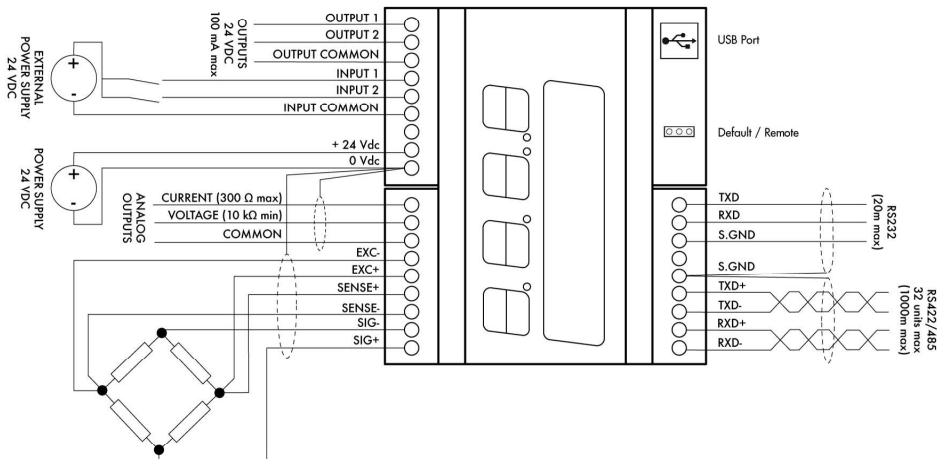 OUTPUT 1
OUTPUT 2
OUTPUT COMMON
INPUT 1
INPUT 2
INPUT COMMON
+ 24 Vdc
0 Vdc
OUTPUTS
24 VDC
100 mA max
EXTERNAL
POWER SUPPLY
24 VDC
+
-
POWER SUPPLY
24 VDC
+
-
ANALOG
OUTPUTS
CURRENT (300 Ω max)
VOLTAGE (10 kΩ min)
COMMON
EXC-
EXC+
SENSE+
SENSE-
SIG-
SIG+
USB Port
Default / Remote
TXD
RXD
S.GND
S.GND
TXD+
TXD-
RXD+
RXD-
RS232
(20m max)
RS422/485
32 units max
(1000m max)